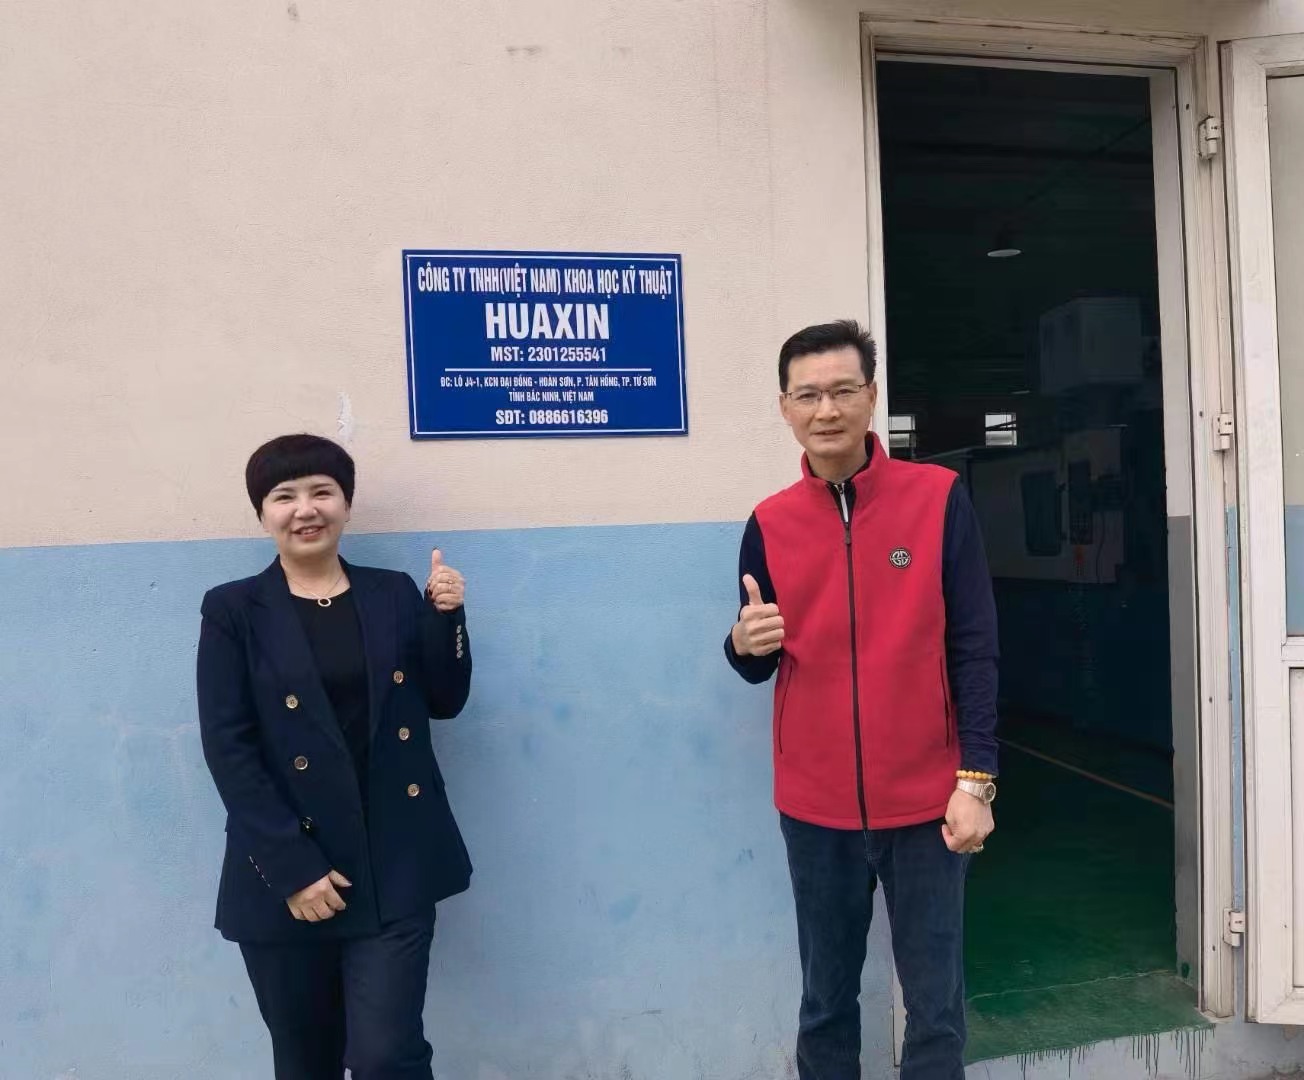 CÔNG TY TNHH(VIỆT NAM) KHOA HỌC KỸ THUẬT
HUAXIN
MST: 2301255541
ĐC: LÔ J4-1, KCN ĐẠI ĐỒNG - HOÀN SƠN, P. TÂN HỒNG, TP. TỪ SƠN
TỈNH BẮC NINH, VIỆT NAM
SĐT: 0886616396